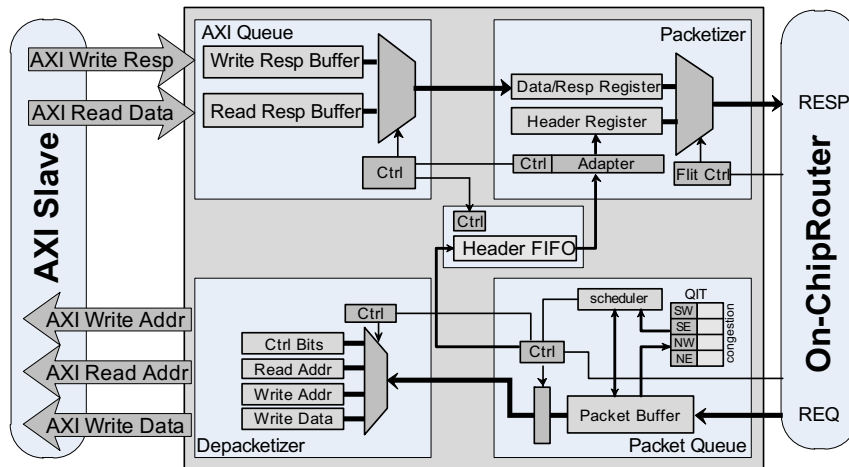 AXI Slave
AXI Write Resp
AXI Read Data
AXI Write Addr
AXI Read Addr
AXI Write Data
AXI Queue
Write Resp Buffer
Read Resp Buffer
Ctrl
Packetizer
Data/Resp Register
Header Register
Ctrl
Adapter
Flit Ctrl
Ctrl
Header FIFO
Ctrl
Ctrl Bits
Read Addr
Write Addr
Write Data
Depacketizer
scheduler
QIT
SW
SE
NW
NE
congestion
Ctrl
Packet Buffer
Packet Queue
RESP
REQ
On-ChipRouter